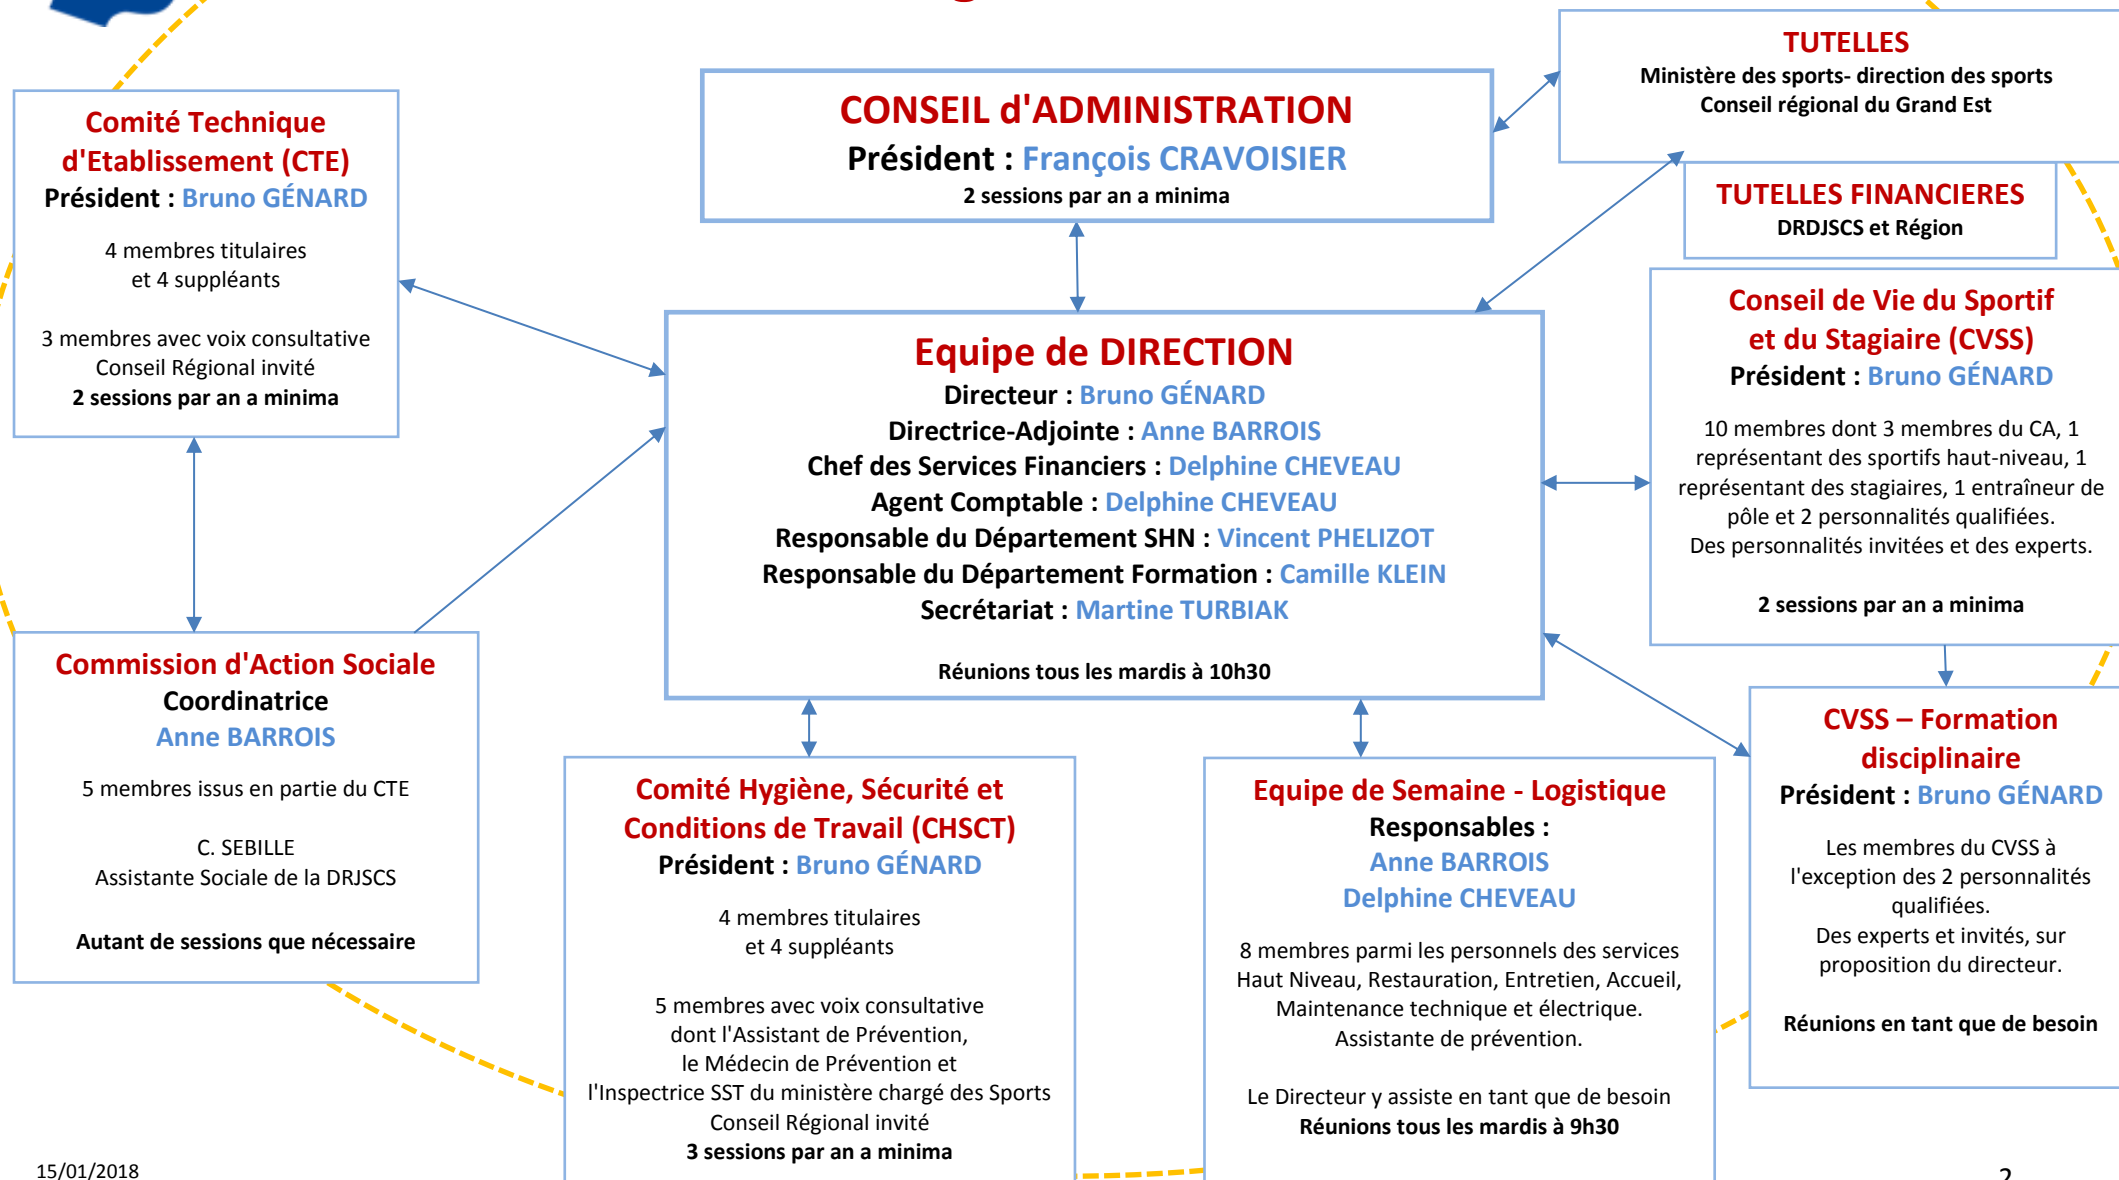 TUTELLES
Ministère des sports- direction des sports
Conseil régional du Grand Est
TUTELLES FINANCIERES
DRDJSCS et Région
CONSEIL d'ADMINISTRATION
Président : François CRAVOISIER
2 sessions par an a minima
Comité Technique
d'Etablissement (CTE)
Président : Bruno GÉNARD
4 membres titulaires
et 4 suppléants
3 membres avec voix consultative
Conseil Régional invité
2 sessions par an a minima
Equipe de DIRECTION
Directeur : Bruno GÉNARD
Directrice-Adjointe : Anne BARROIS
Chef des Services Financiers : Delphine CHEVEAU
Agent Comptable : Delphine CHEVEAU
Responsable du Département SHN : Vincent PHELIZOT
Responsable du Département Formation : Camille KLEIN
Secrétariat : Martine TURBIAK
Réunions tous les mardis à 10h30
Conseil de Vie du Sportif
et du Stagiaire (CVSS)
Président : Bruno GÉNARD
10 membres dont 3 membres du CA, 1
représentant des sportifs haut-niveau, 1
représentant des stagiaires, 1 entraîneur de
pôle et 2 personnalités qualifiées.
Des personnalités invitées et des experts.
2 sessions par an a minima
Commission d'Action Sociale
Coordinatrice
Anne BARROIS
5 membres issus en partie du CTE
C. SEBILLE
Assistante Sociale de la DRJSCS
Autant de sessions que nécessaire
Comité Hygiène, Sécurité et
Conditions de Travail (CHSCT)
Président : Bruno GÉNARD
4 membres titulaires
et 4 suppléants
5 membres avec voix consultative
dont l'Assistant de Prévention,
le Médecin de Prévention et
l'Inspectrice SST du ministère chargé des Sports
Conseil Régional invité
3 sessions par an a minima
Equipe de Semaine - Logistique
Responsables :
Anne BARROIS
Delphine CHEVEAU
8 membres parmi les personnels des services
Haut Niveau, Restauration, Entretien, Accueil,
Maintenance technique et électrique.
Assistante de prévention.
Le Directeur y assiste en tant que de besoin
Réunions tous les mardis à 9h30
CVSS – Formation
disciplinaire
Président : Bruno GÉNARD
Les membres du CVSS à
l'exception des 2 personnalités
qualifiées.
Des experts et invités, sur
proposition du directeur.
Réunions en tant que de besoin
15/01/2018
2